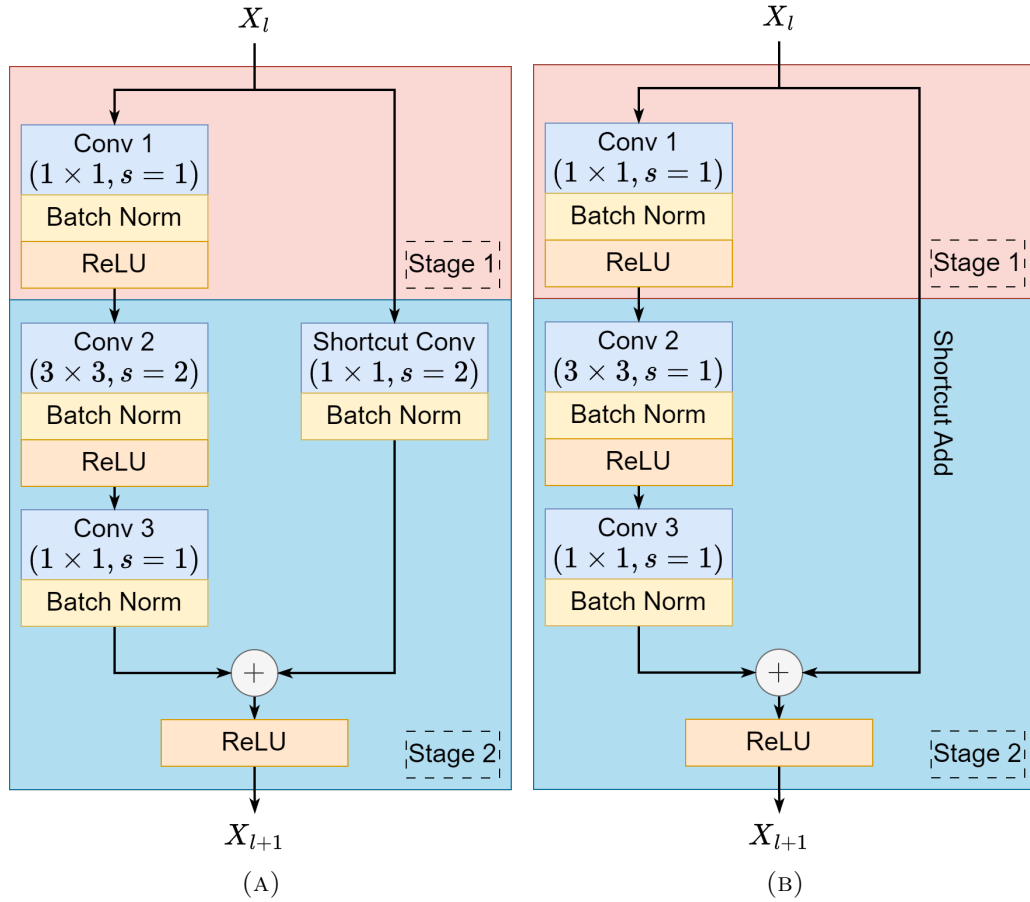 X_l
Conv 1
(1 × 1, s = 1)
Batch Norm
ReLU
Stage 1
Conv 2
(3 × 3, s = 2)
Batch Norm
ReLU
Shortcut Conv
(1 × 1, s = 2)
Batch Norm
Conv 3
(1 × 1, s = 1)
Batch Norm
+
ReLU
Stage 2
X_{l+1}
(A)
X_l
Conv 1
(1 × 1, s = 1)
Batch Norm
ReLU
Stage 1
Conv 2
(3 × 3, s = 1)
Batch Norm
ReLU
Shortcut Add
Conv 3
(1 × 1, s = 1)
Batch Norm
+
ReLU
Stage 2
X_{l+1}
(B)